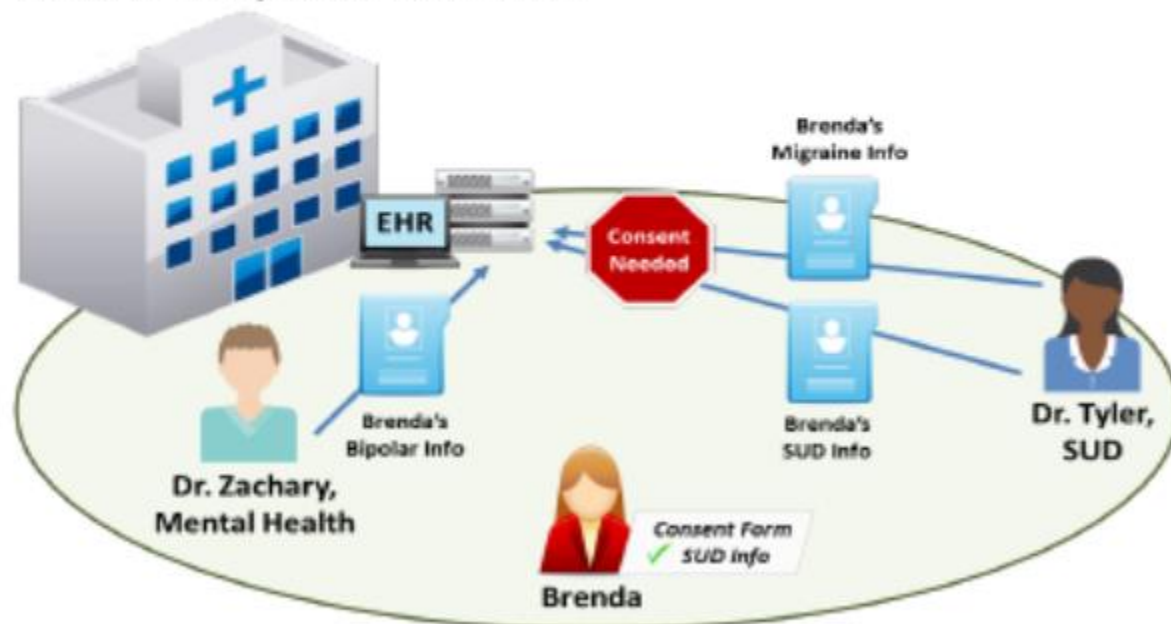 Brenda's
Migraine Info
EHR
Consent
Needed
Brenda's
Bipolar Info
Brenda's
SUD Info
Dr. Tyler,
SUD
Dr. Zachary,
Mental Health
Consent Form
✓ SUD Info
Brenda